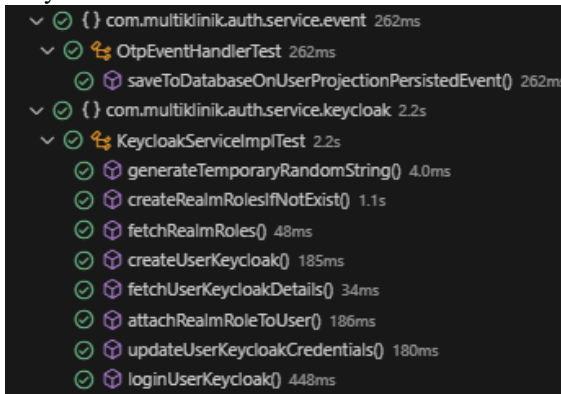 {} com.multiklinik.auth.service.event 262ms
OtpEventHandlerTest 262ms
saveToDatabaseOnUserProjectionPersistedEvent() 262m
{} com.multiklinik.auth.service.keycloak 2.2s
KeycloakServiceImplTest 2.2s
generateTemporaryRandomString() 4.0ms
createRealmRolesIfNotExist() 1.1s
fetchRealmRoles() 48ms
createUserKeycloak() 185ms
fetchUserKeycloakDetails() 34ms
attachRealmRoleToUser() 186ms
updateUserKeycloakCredentials() 180ms
loginUserKeycloak() 448ms